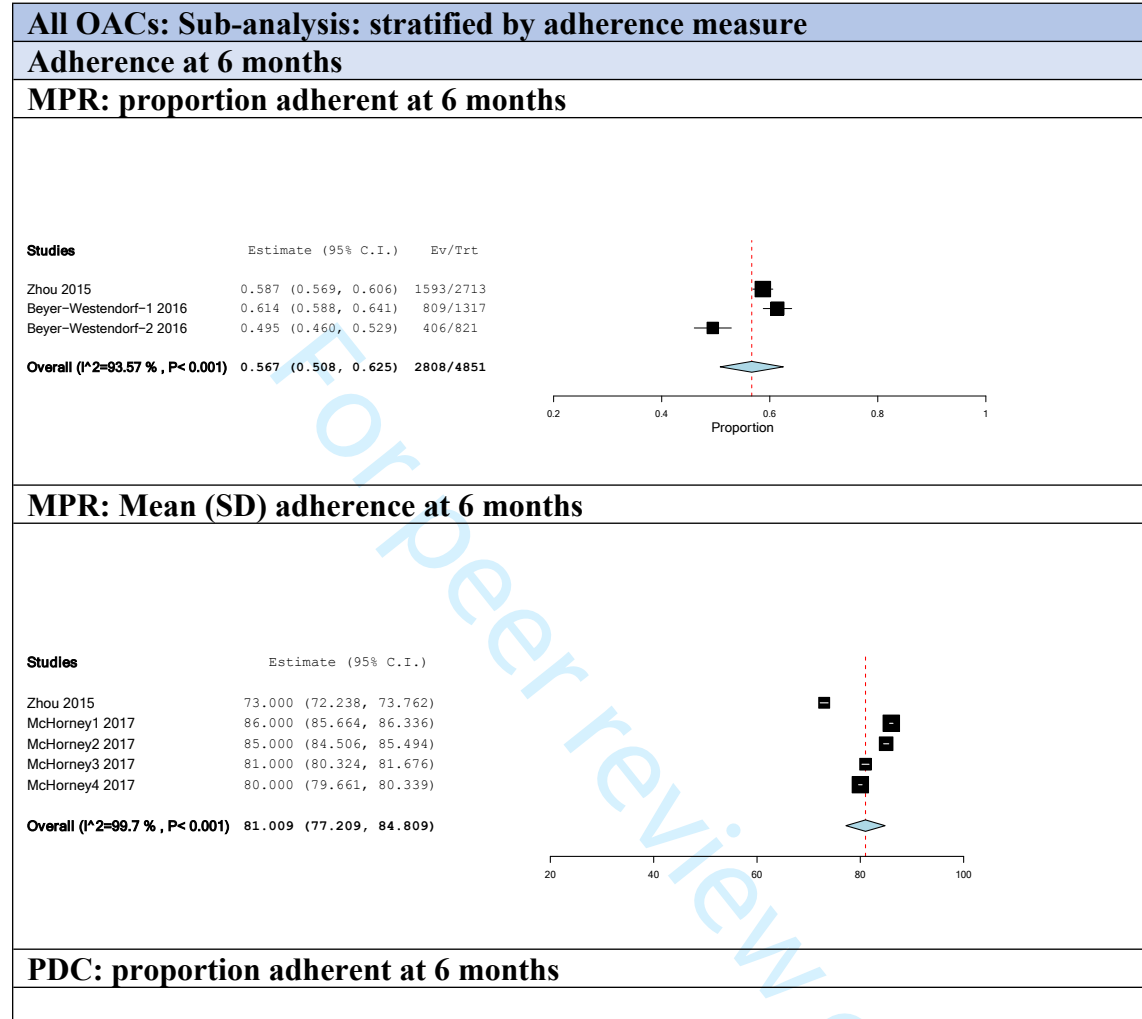 All OACs: Sub-analysis: stratified by adherence measure
Adherence at 6 months
MPR: proportion adherent at 6 months
Studies Estimate (95% C.I.) Ev/Trt
Zhou 2015 0.587 (0.569, 0.606) 1593/2713
Beyer−Westendorf−1 2016 0.614 (0.588, 0.641) 809/1317
Beyer−Westendorf−2 2016 0.495 (0.460, 0.529) 406/821
Overall (I^2=93.57 % , P< 0.001) 0.567 (0.508, 0.625) 2808/4851
0.2 0.4 0.6 0.8 1
Proportion
MPR: Mean (SD) adherence at 6 months
Studies Estimate (95% C.I.)
Zhou 2015 73.000 (72.238, 73.762)
McHorney1 2017 86.000 (85.664, 86.336)
McHorney2 2017 85.000 (84.506, 85.494)
McHorney3 2017 81.000 (80.324, 81.676)
McHorney4 2017 80.000 (79.661, 80.339)
Overall (I^2=99.7 % , P< 0.001) 81.009 (77.209, 84.809)
20 40 60 80 100
PDC: proportion adherent at 6 months
For peer review